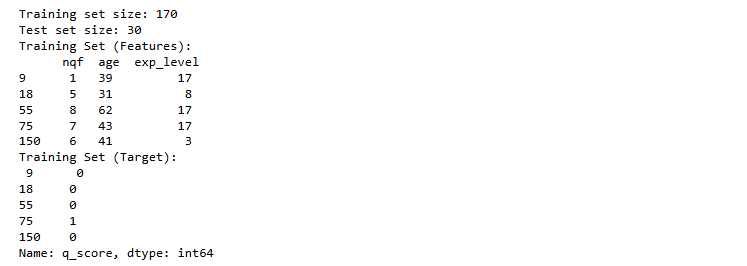 Training set size: 170
Test set size: 30
Training Set (Features):
nqf age exp_level
9 1 39 17
18 5 31 8
55 8 62 17
75 7 43 17
150 6 41 3
Training Set (Target):
9 0
18 0
55 0
75 1
150 0
Name: q_score, dtype: int64